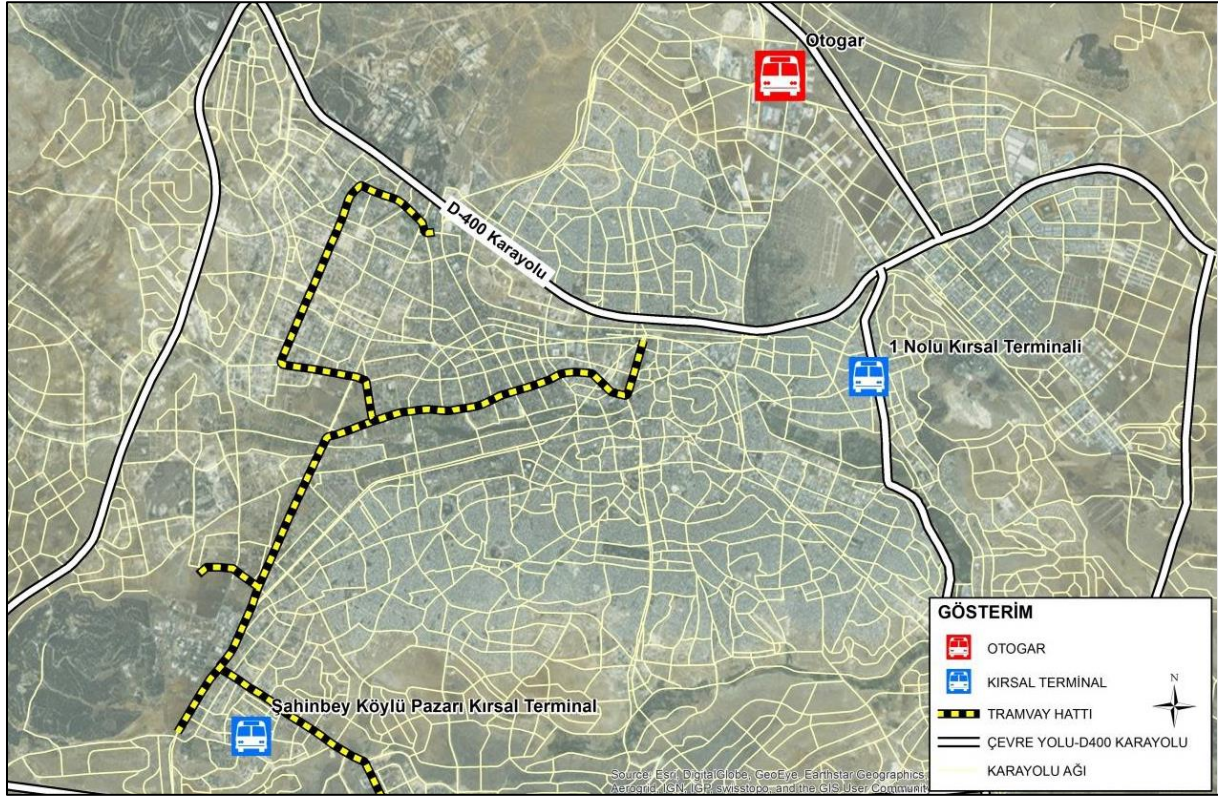 Otogar
D-400 Karayolu
1 Nolu Kırsal Terminali
Şahinbey Köylü Pazarı Kırsal Terminal
GÖSTERİM
OTOGAR
KIRSAL TERMİNAL
TRAMVAY HATTI
ÇEVRE YOLU-D400 KARAYOLU
KARAYOLU AĞI
N
Source: Esri, DigitalGlobe, GeoEye, Earthstar Geographics,
Aerogrid, IGN, IGP, swisstopo, and the GIS User Communit